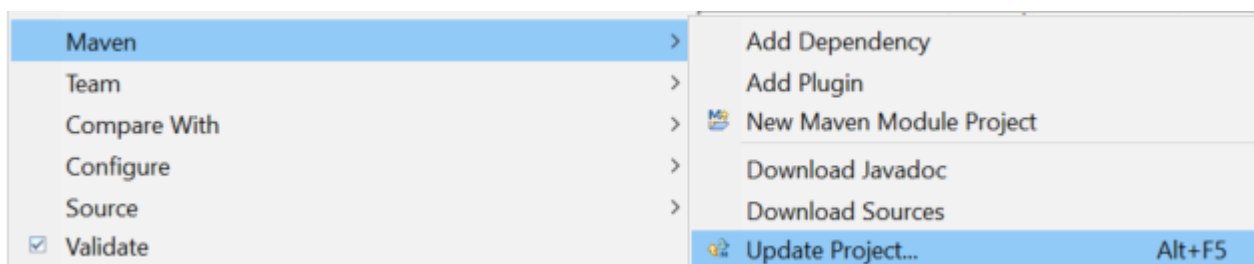 Maven
Team
Compare With
Configure
Source
Validate
Add Dependency
Add Plugin
New Maven Module Project
Download Javadoc
Download Sources
Update Project... Alt+F5